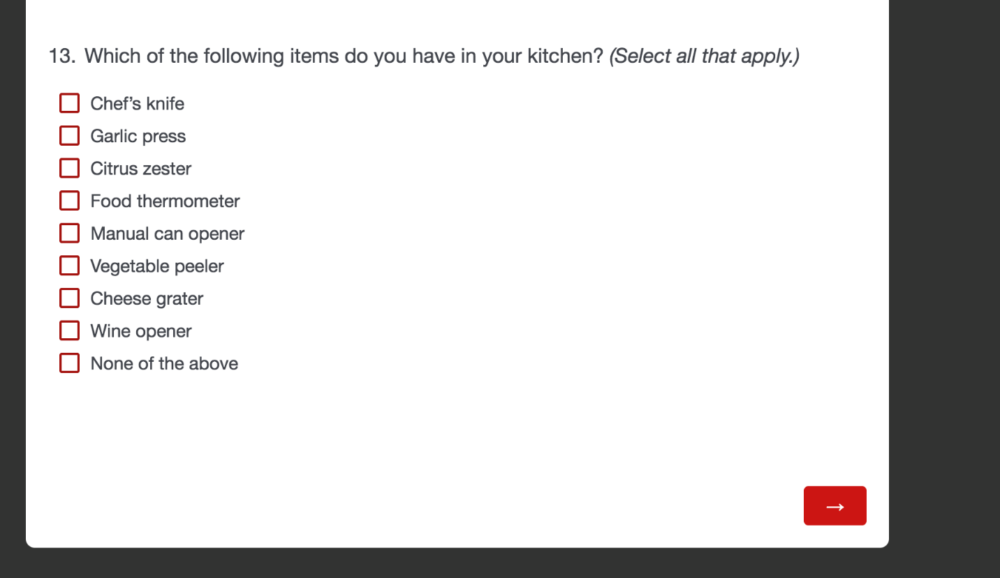 13. Which of the following items do you have in your kitchen? (Select all that apply.)
Chef’s knife
Garlic press
Citrus zester
Food thermometer
Manual can opener
Vegetable peeler
Cheese grater
Wine opener
None of the above
→